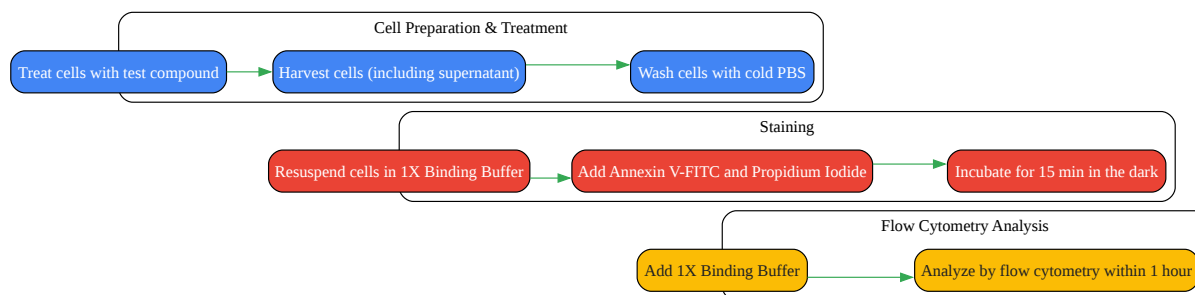 Cell Preparation & Treatment
Treat cells with test compound
Harvest cells (including supernatant)
Wash cells with cold PBS
Staining
Resuspend cells in 1X Binding Buffer
Add Annexin V-FITC and Propidium Iodide
Incubate for 15 min in the dark
Flow Cytometry Analysis
Add 1X Binding Buffer
Analyze by flow cytometry within 1 hour